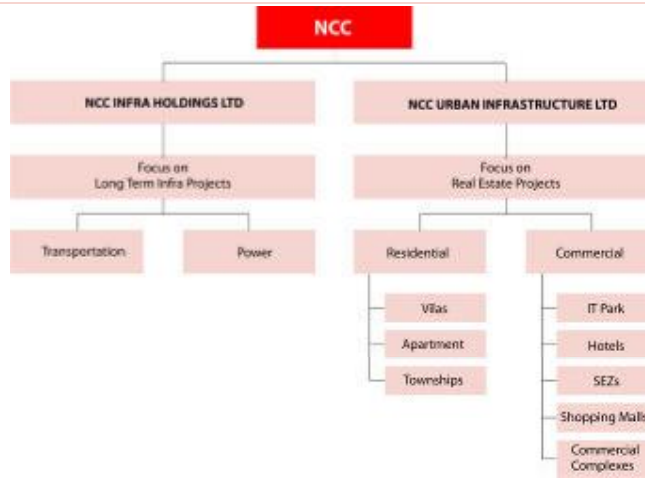 NCC
NCC INFRA HOLDINGS LTD
NCC URBAN INFRASTRUCTURE LTD
Focus on
Long Term Infra Projects
Focus on
Real Estate Projects
Transportation
Power
Residential
Commercial
Vilas
Apartment
Townships
IT Park
Hotels
SEZs
Shopping Malls
Commercial
Complexes